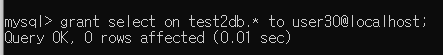 mysql> grant select on test2db.* to user30@localhost;
Query OK, 0 rows affected (0.01 sec)